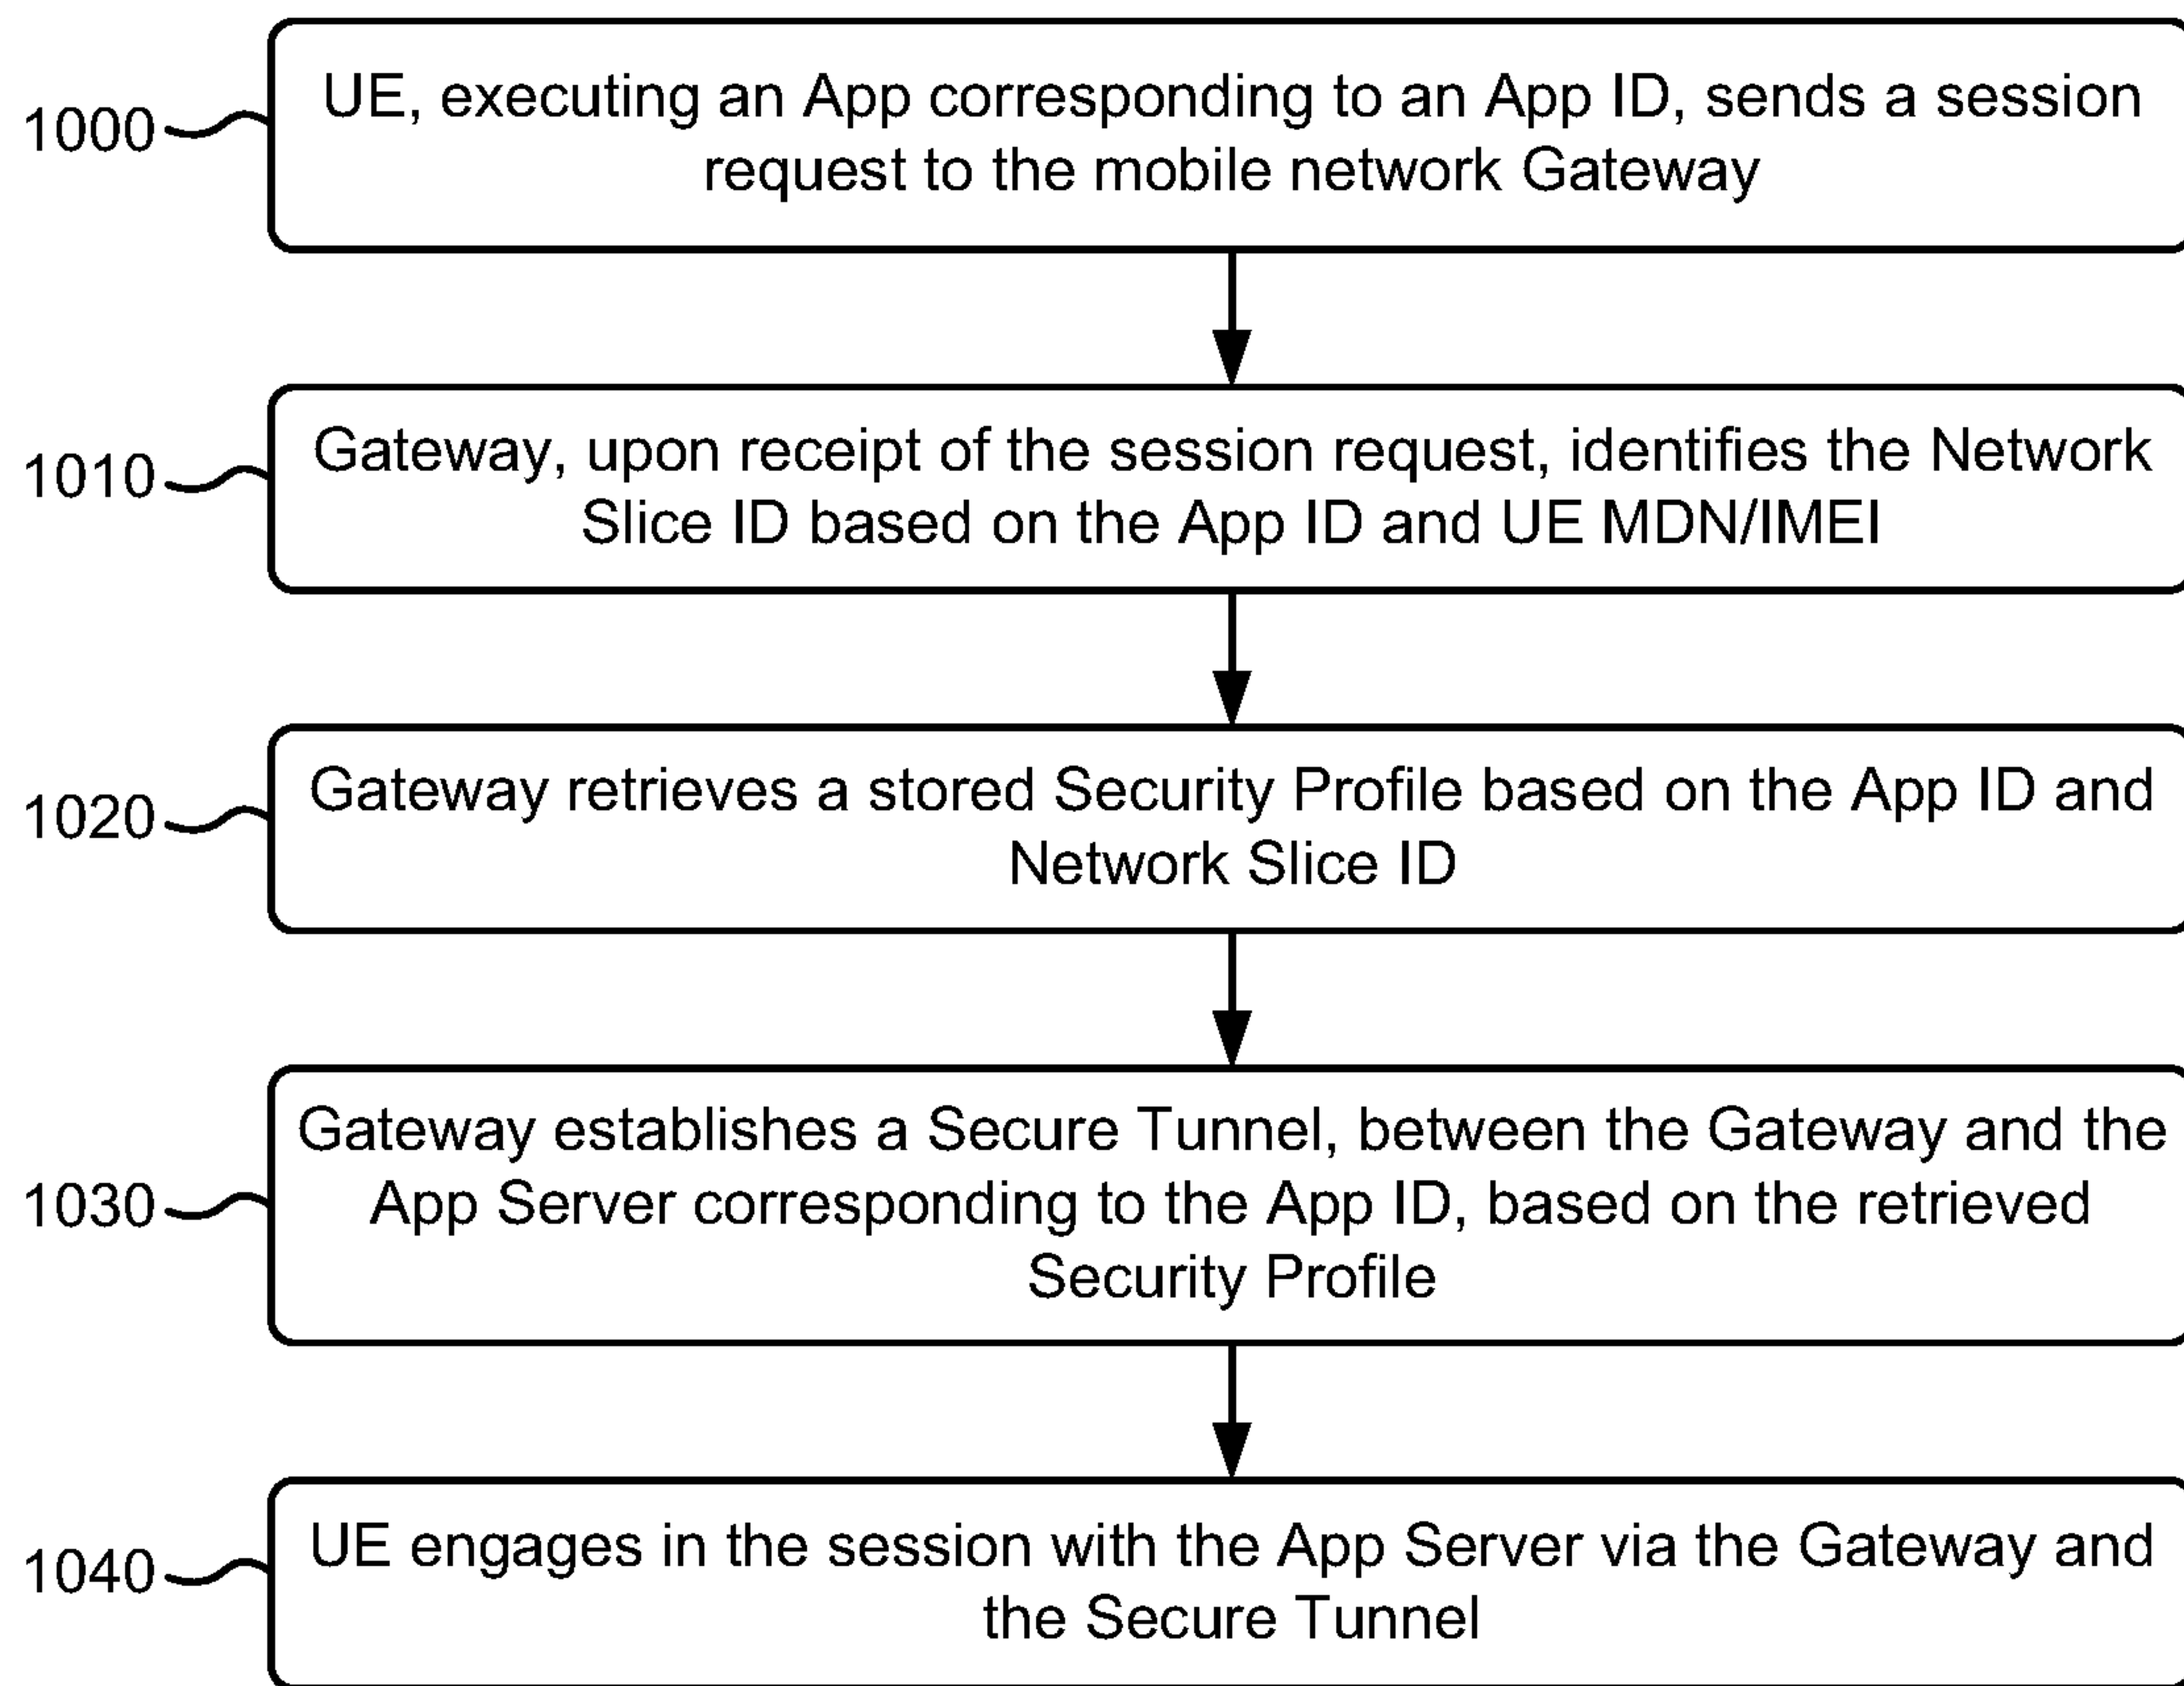 1000
UE, executing an App corresponding to an App ID, sends a session
request to the mobile network Gateway
1010
Gateway, upon receipt of the session request, identifies the Network
Slice ID based on the App ID and UE MDN/IMEI
1020
Gateway retrieves a stored Security Profile based on the App ID and
Network Slice ID
1030
Gateway establishes a Secure Tunnel, between the Gateway and the
App Server corresponding to the App ID, based on the retrieved
Security Profile
1040
UE engages in the session with the App Server via the Gateway and
the Secure Tunnel